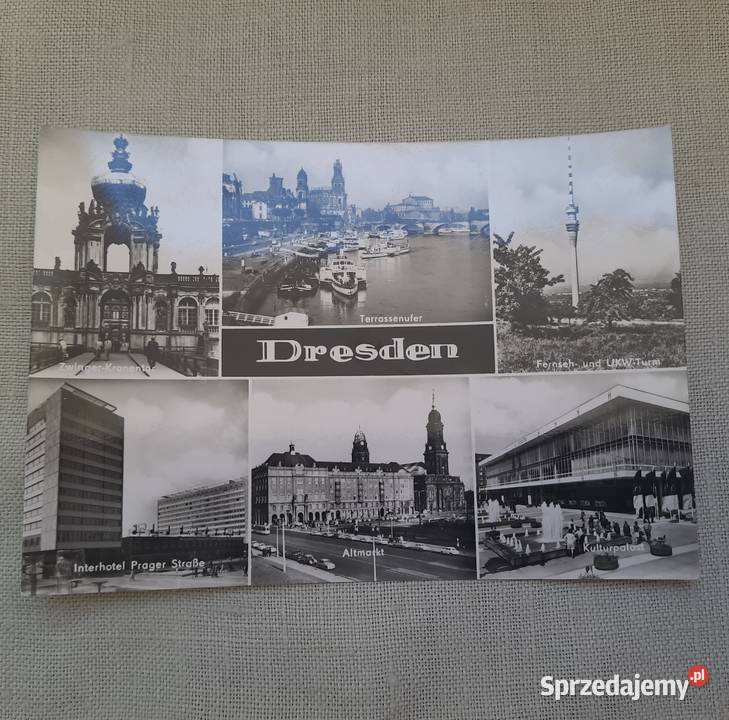 Terrassenufer
Dresden
Zwinger-Kronentor
Fernseh- und UKW-Turm
Interhotel Prager Straße
Altmarkt
Kulturpalast
Sprzedajemy.pl